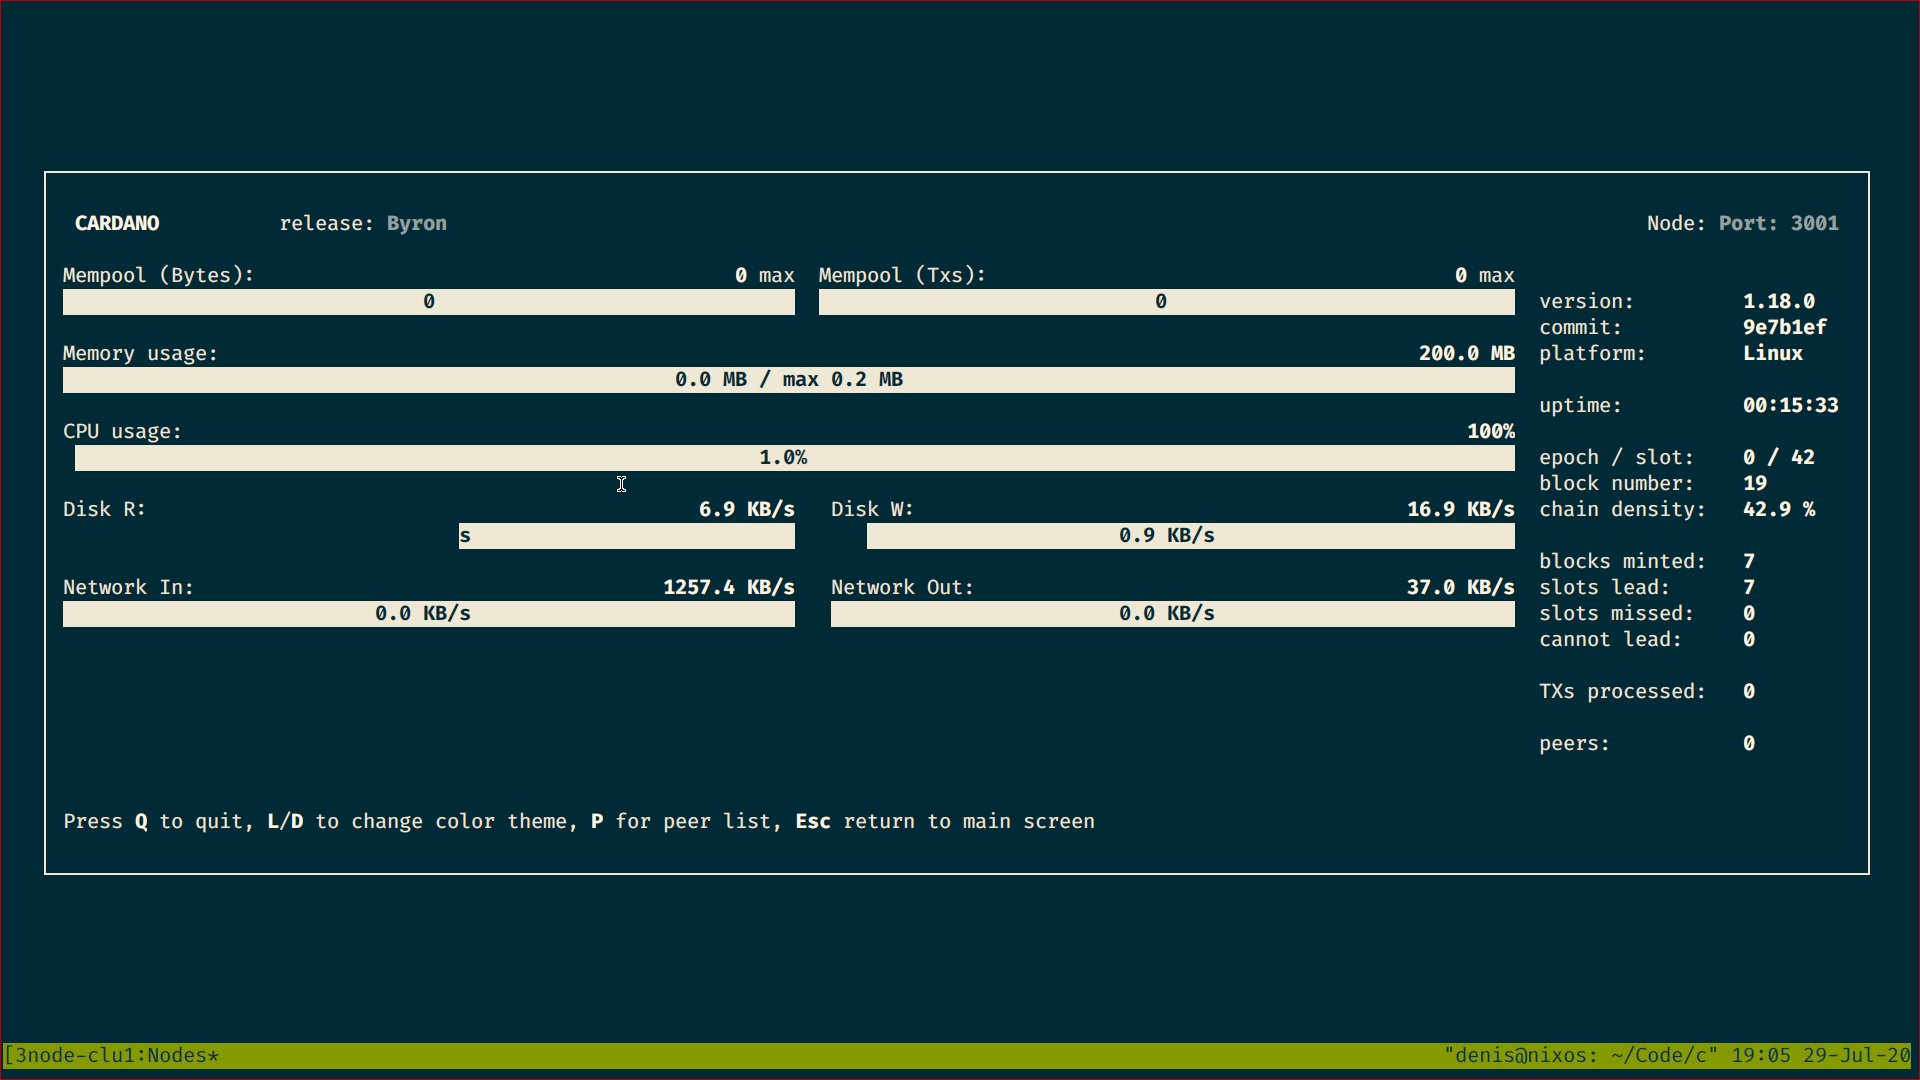 CARDANO release: Byron Node: Port: 3001
Mempool (Bytes): 0 max Mempool (Txs): 0 max
0 0 version: 1.18.0
commit: 9e7b1ef
Memory usage: 200.0 MB platform: Linux
0.0 MB / max 0.2 MB
uptime: 00:15:33
CPU usage: 100%
1.0% epoch / slot: 0 / 42
block number: 19
Disk R: 6.9 KB/s Disk W: 16.9 KB/s chain density: 42.9 %
s 0.9 KB/s
blocks minted: 7
Network In: 1257.4 KB/s Network Out: 37.0 KB/s slots lead: 7
0.0 KB/s 0.0 KB/s slots missed: 0
cannot lead: 0
TXs processed: 0
peers: 0
Press Q to quit, L/D to change color theme, P for peer list, Esc return to main screen
[3node-clu1:Nodes* "denis@nixos: ~/Code/c" 19:05 29-Jul-20